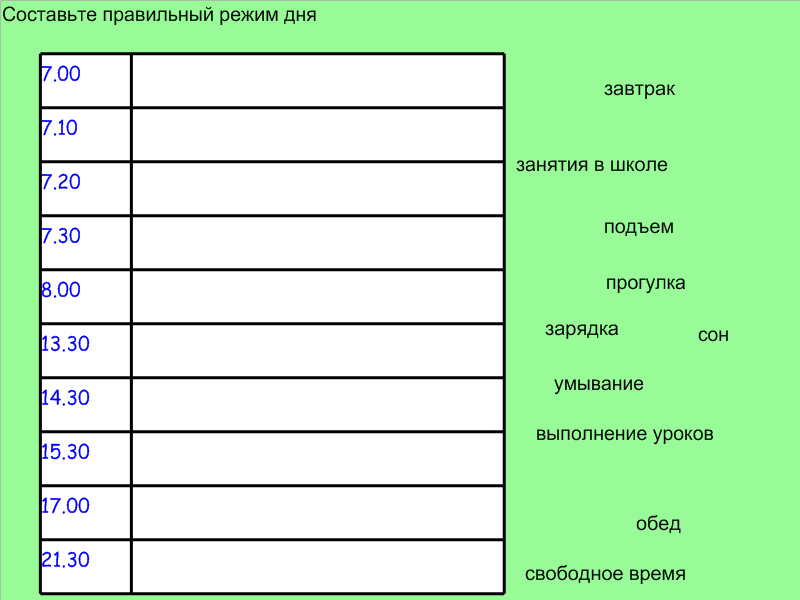 Составьте правильный режим дня
7.00
завтрак
7.10
занятия в школе
7.20
подъем
7.30
прогулка
8.00
зарядка
сон
13.30
умывание
14.30
выполнение уроков
15.30
17.00
обед
21.30
свободное время